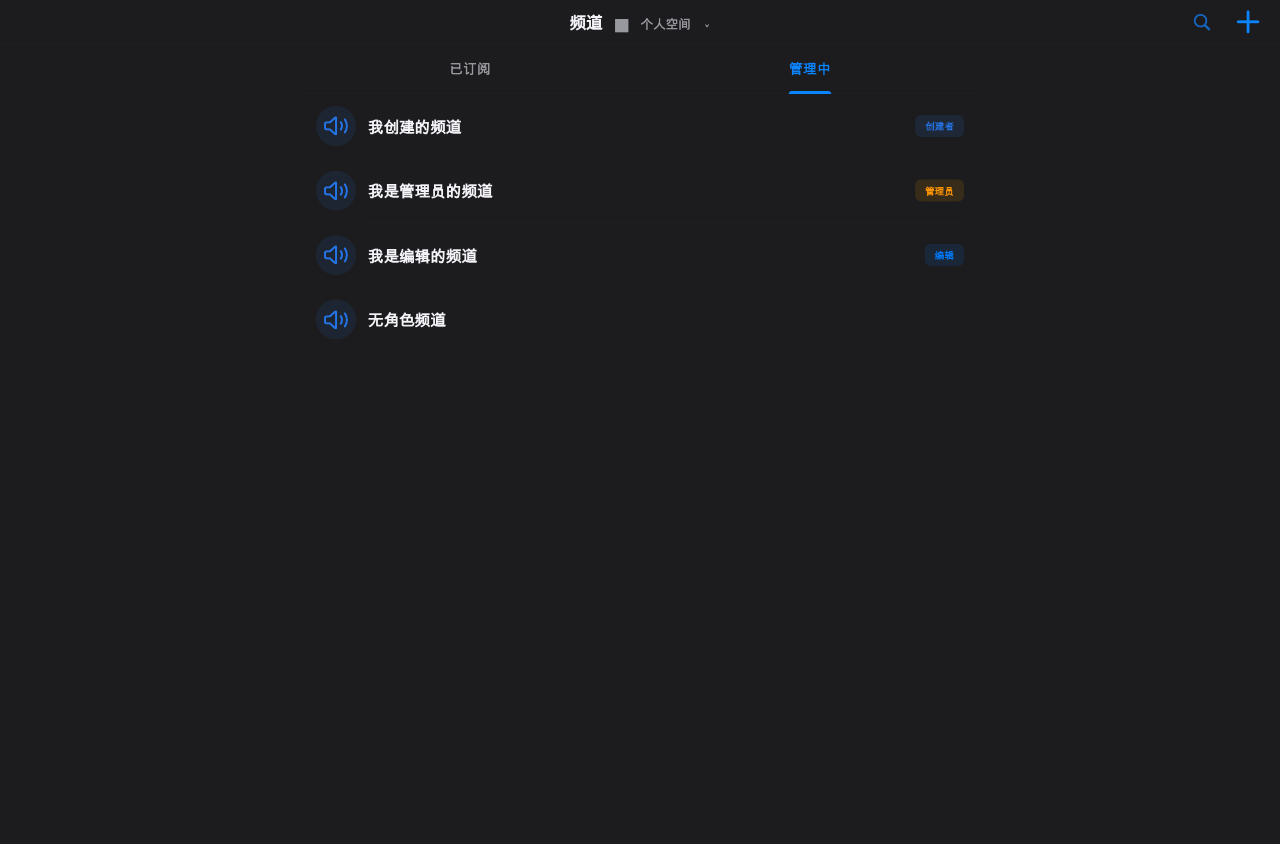 频道 个人空间
已订阅 管理中
我创建的频道 创建者
我是管理员的频道 管理员
我是编辑的频道 编辑
无角色频道